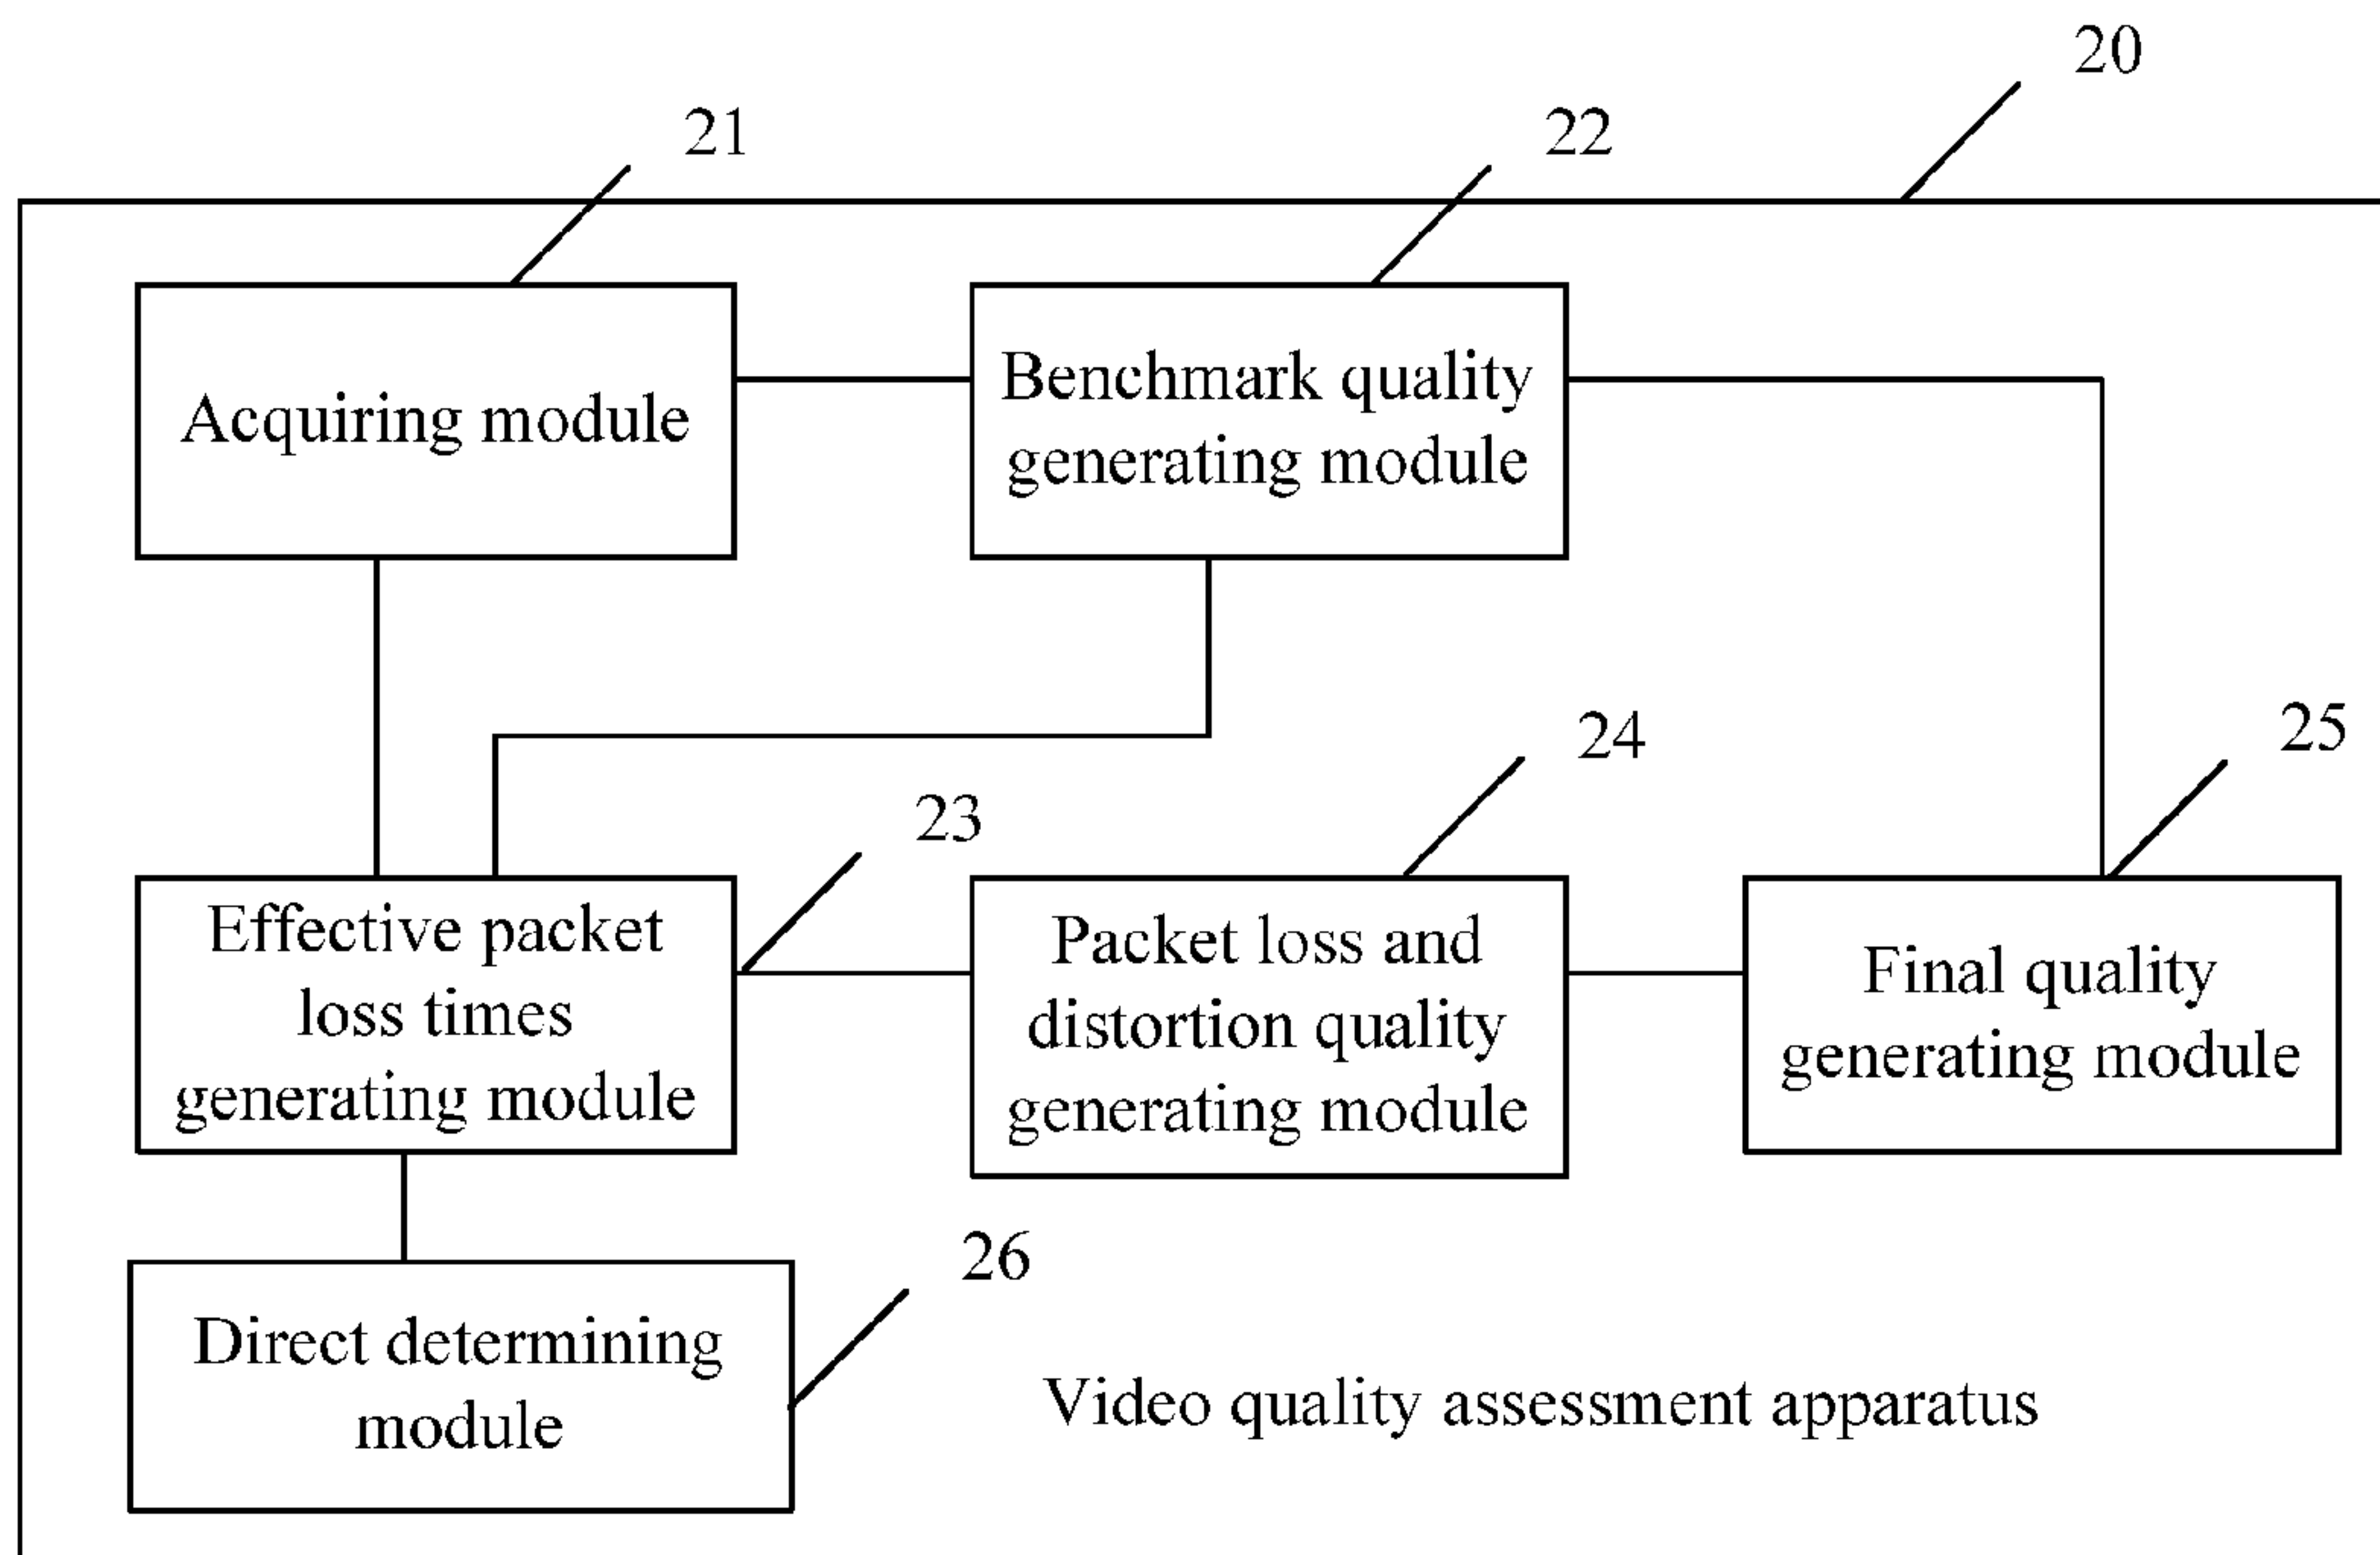 20
21
22
Acquiring module
Benchmark quality
generating module
24
25
23
Effective packet
loss times
generating module
Packet loss and
distortion quality
generating module
Final quality
generating module
26
Direct determining
module
Video quality assessment apparatus